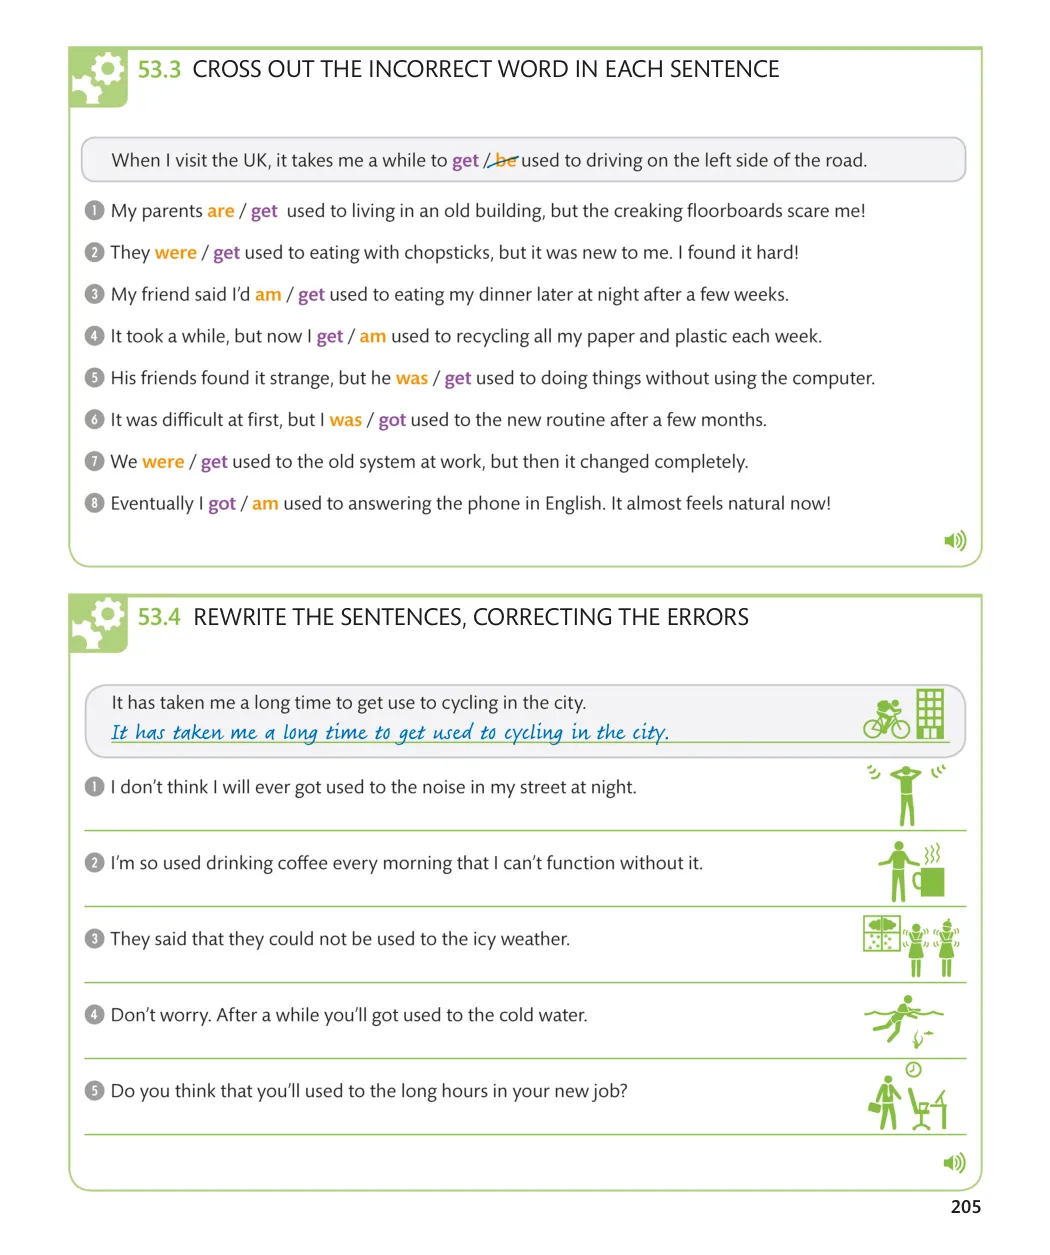 53.3 CROSS OUT THE INCORRECT WORD IN EACH SENTENCE
When I visit the UK, it takes me a while to get / be used to driving on the left side of the road.
1 My parents are / get used to living in an old building, but the creaking floorboards scare me!
2 They were / get used to eating with chopsticks, but it was new to me. I found it hard!
3 My friend said I’d am / get used to eating my dinner later at night after a few weeks.
4 It took a while, but now I get / am used to recycling all my paper and plastic each week.
5 His friends found it strange, but he was / get used to doing things without using the computer.
6 It was difficult at first, but I was / got used to the new routine after a few months.
7 We were / get used to the old system at work, but then it changed completely.
8 Eventually I got / am used to answering the phone in English. It almost feels natural now!
53.4 REWRITE THE SENTENCES, CORRECTING THE ERRORS
It has taken me a long time to get use to cycling in the city.
It has taken me a long time to get used to cycling in the city.
1 I don’t think I will ever got used to the noise in my street at night.
2 I’m so used drinking coffee every morning that I can’t function without it.
3 They said that they could not be used to the icy weather.
4 Don’t worry. After a while you’ll got used to the cold water.
5 Do you think that you’ll used to the long hours in your new job?
205